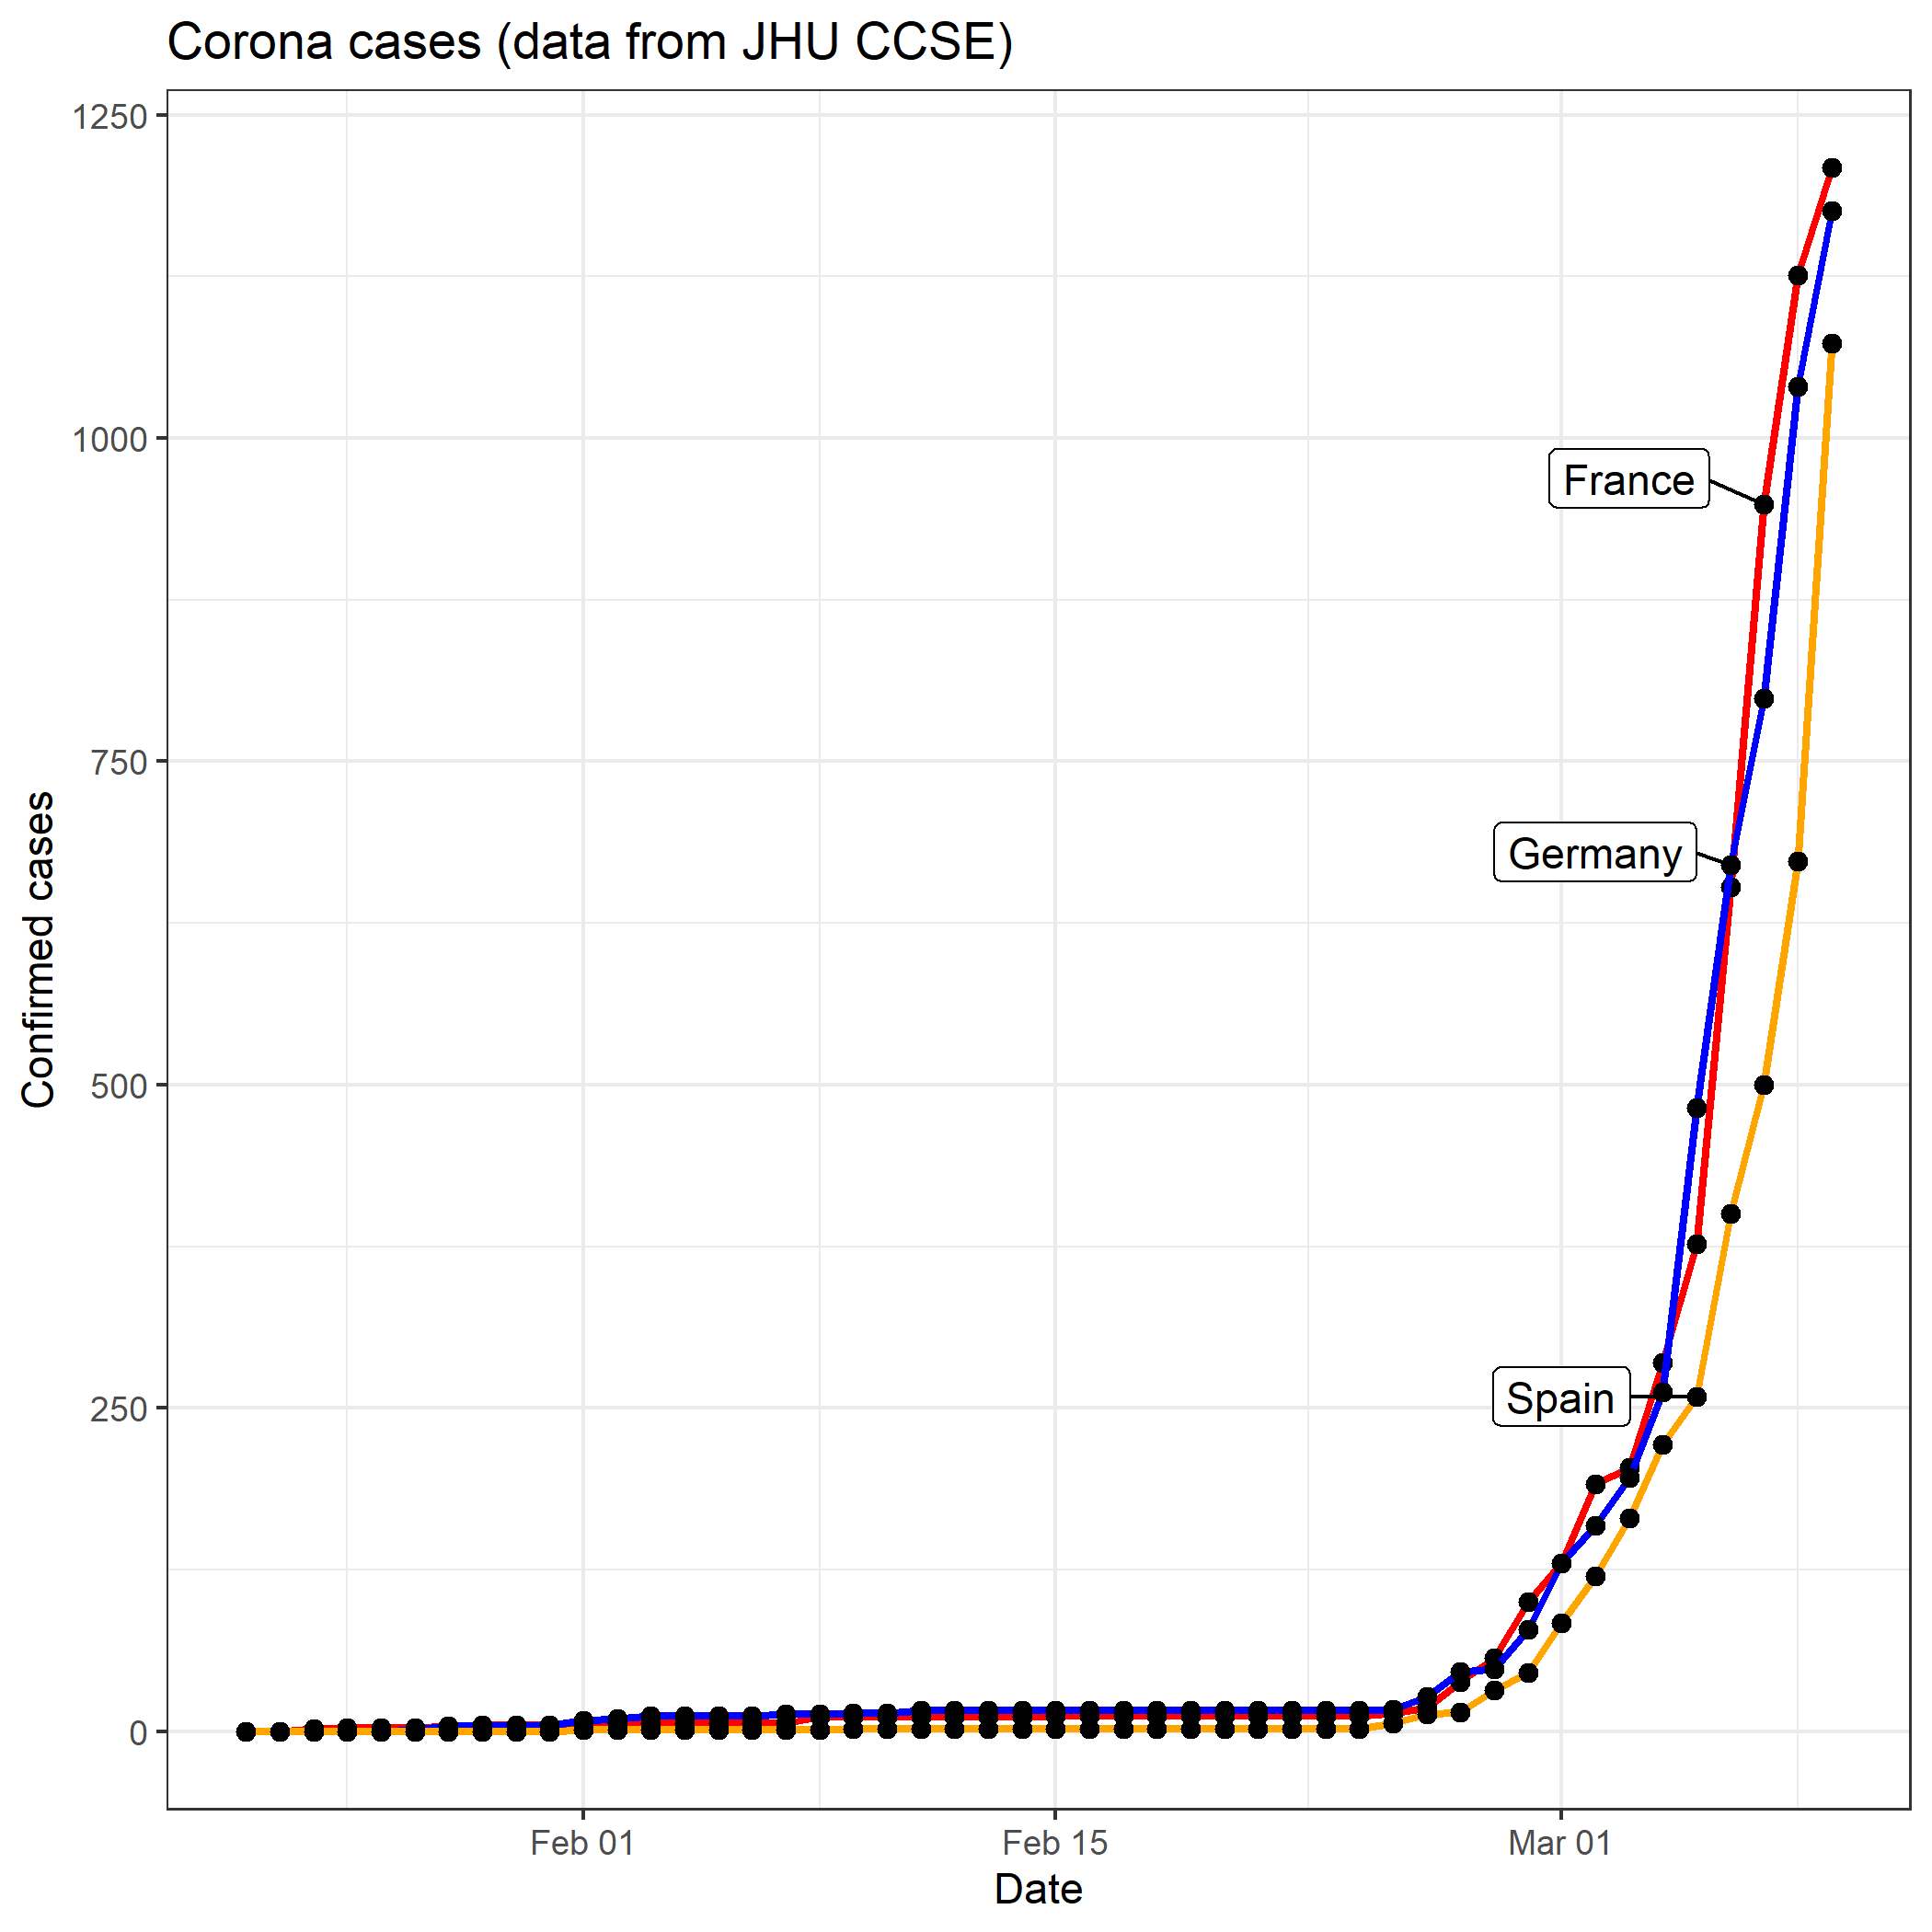 Corona cases (data from JHU CCSE)
1250
1000
750
500
250
0
Confirmed cases
France
Germany
Spain
Feb 01
Feb 15
Mar 01
Date